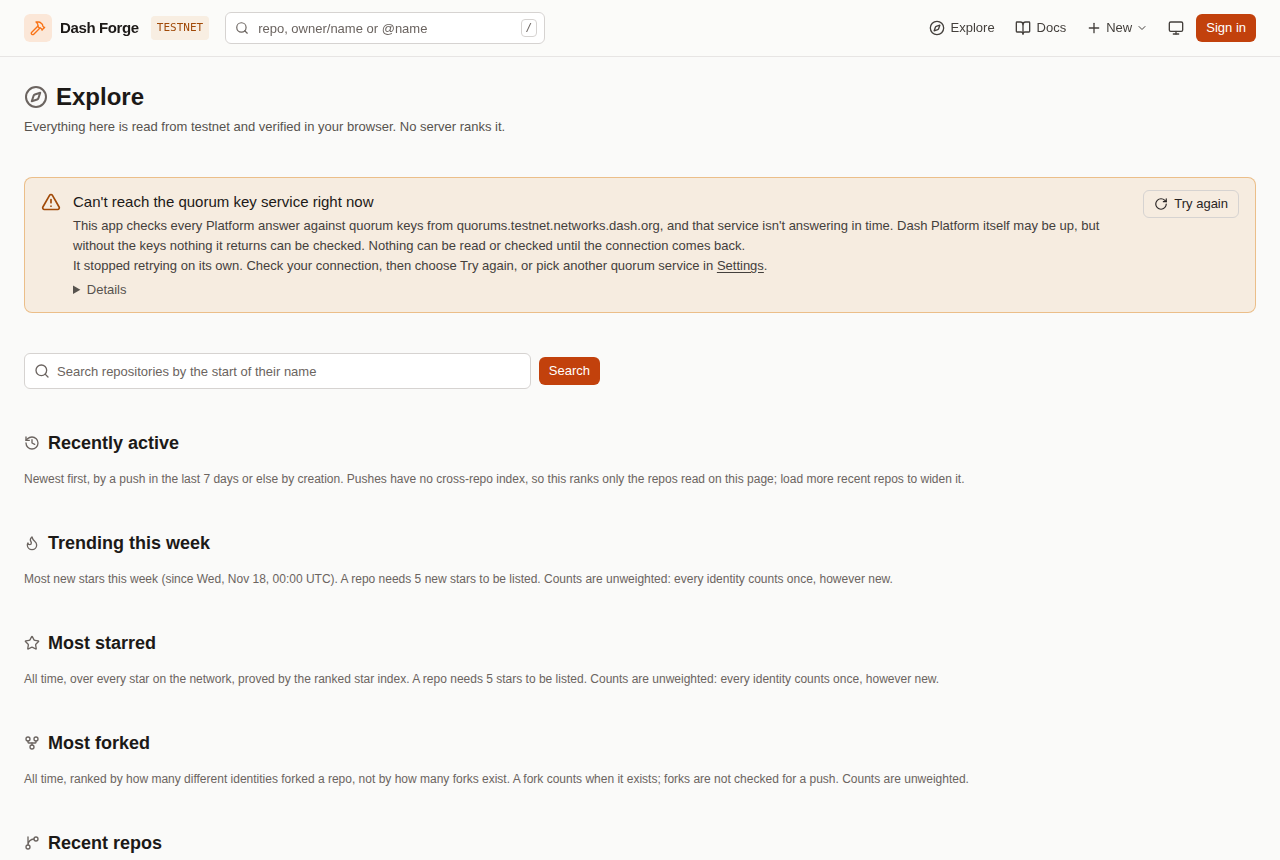 Dash Forge TESTNET repo, owner/name or @name / Explore Docs New Sign in
Explore
Everything here is read from testnet and verified in your browser. No server ranks it.
Can't reach the quorum key service right now
Try again
This app checks every Platform answer against quorum keys from quorums.testnet.networks.dash.org, and that service isn't answering in time. Dash Platform itself may be up, but
without the keys nothing it returns can be checked. Nothing can be read or checked until the connection comes back.
It stopped retrying on its own. Check your connection, then choose Try again, or pick another quorum service in Settings.
Details
Search repositories by the start of their name Search
Recently active
Newest first, by a push in the last 7 days or else by creation. Pushes have no cross-repo index, so this ranks only the repos read on this page; load more recent repos to widen it.
Trending this week
Most new stars this week (since Wed, Nov 18, 00:00 UTC). A repo needs 5 new stars to be listed. Counts are unweighted: every identity counts once, however new.
Most starred
All time, over every star on the network, proved by the ranked star index. A repo needs 5 stars to be listed. Counts are unweighted: every identity counts once, however new.
Most forked
All time, ranked by how many different identities forked a repo, not by how many forks exist. A fork counts when it exists; forks are not checked for a push. Counts are unweighted.
Recent repos